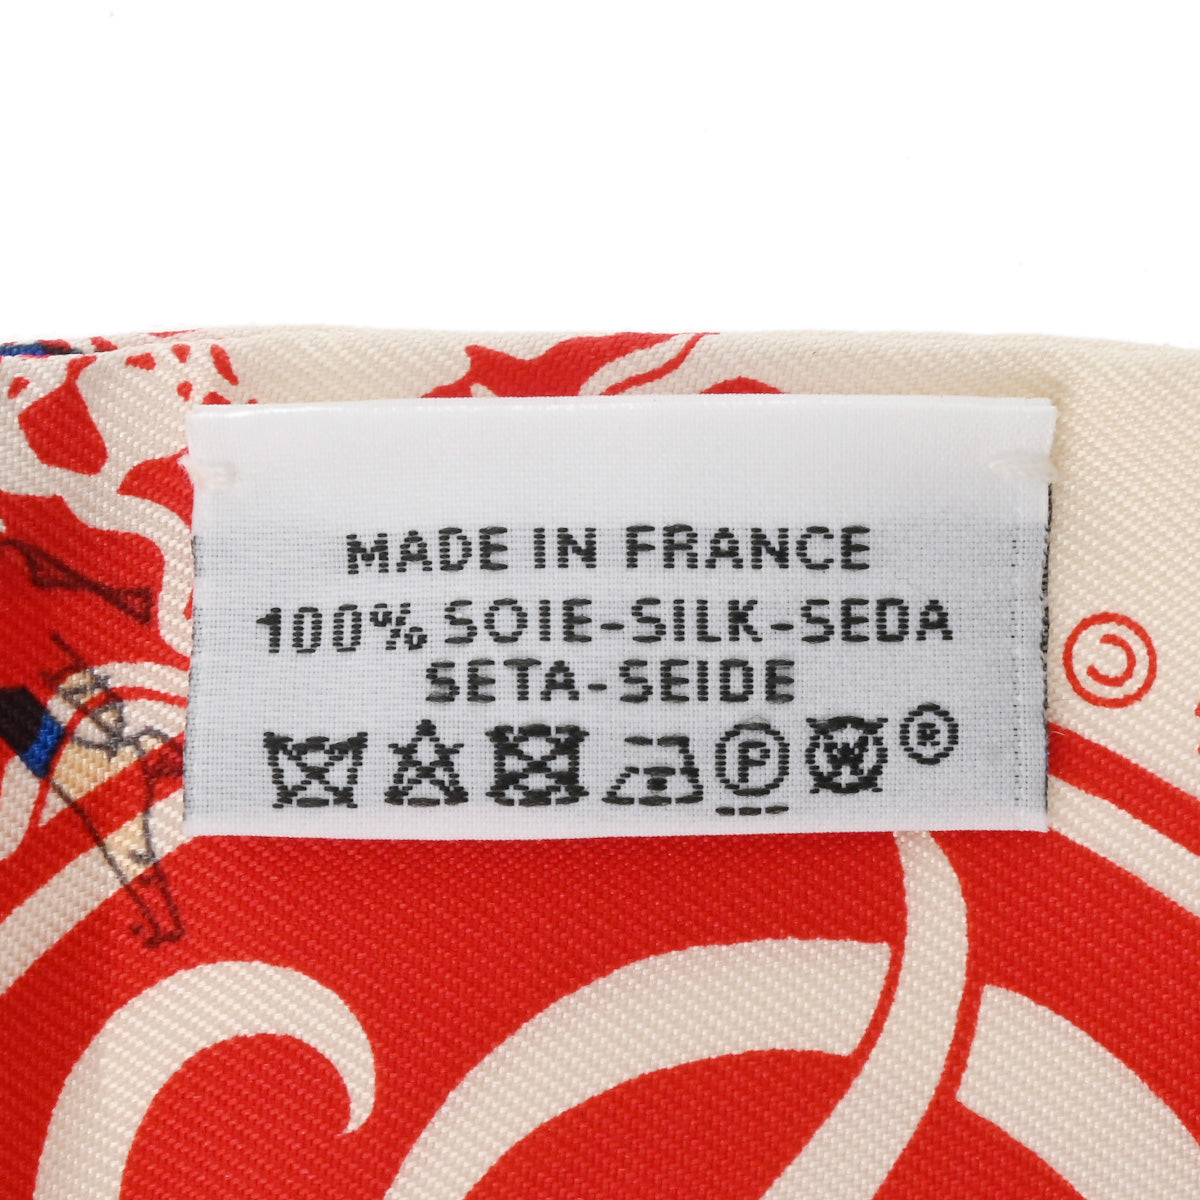 MADE IN FRANCE
100% SOIE-SILK-SEDA
SETA-SEIDE
P W ®
©